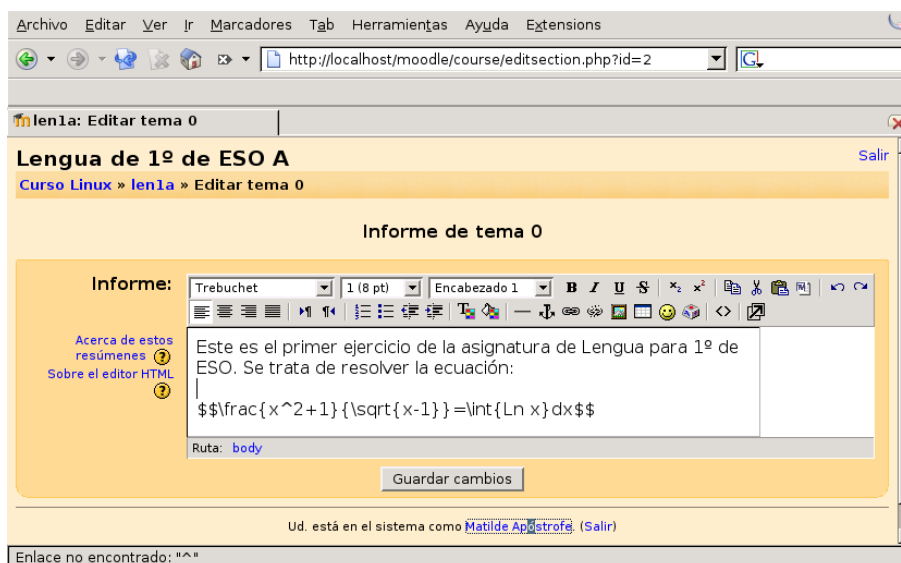 Archivo Editar Ver Ir Marcadores Tab Herramientas Ayuda Extensions
http://localhost/moodle/course/editsection.php?id=2 G
len1a: Editar tema 0
Lengua de 1º de ESO A Salir
Curso Linux » len1a » Editar tema 0
Informe de tema 0
Informe:
Trebuchet 1 (8 pt) Encabezado 1 B I U S x₂ x²
Acerca de estos
resúmenes ?
Sobre el editor HTML
?
Este es el primer ejercicio de la asignatura de Lengua para 1º de
ESO. Se trata de resolver la ecuación:
$$\frac{x^2+1}{\sqrt{x-1}}=\int{Ln x}dx$$
Ruta: body
Guardar cambios
Ud. está en el sistema como Matilde Apóstrofe. (Salir)
Enlace no encontrado: "^"